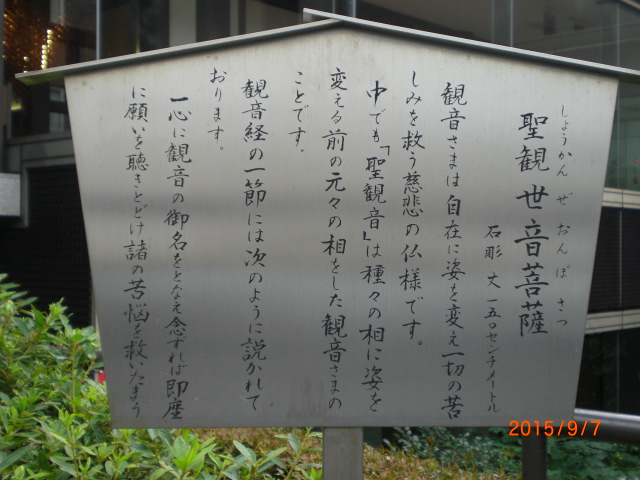 しょうかんぜおんぼさつ
聖観世音菩薩
石彫 丈 一五〇センチメートル
観音さまは自在に姿を変え一切の苦
しみを救う慈悲の仏様です。
中でも「聖観音」は種々の相に姿を
変える前の元々の相をした観音さまの
ことです。
観音経の一節には次のように説かれて
おります。
一心に観音の御名をとなえ念ずれば即座
に願いを聴きとどけ諸の苦悩を救いたまう
2015/9/7